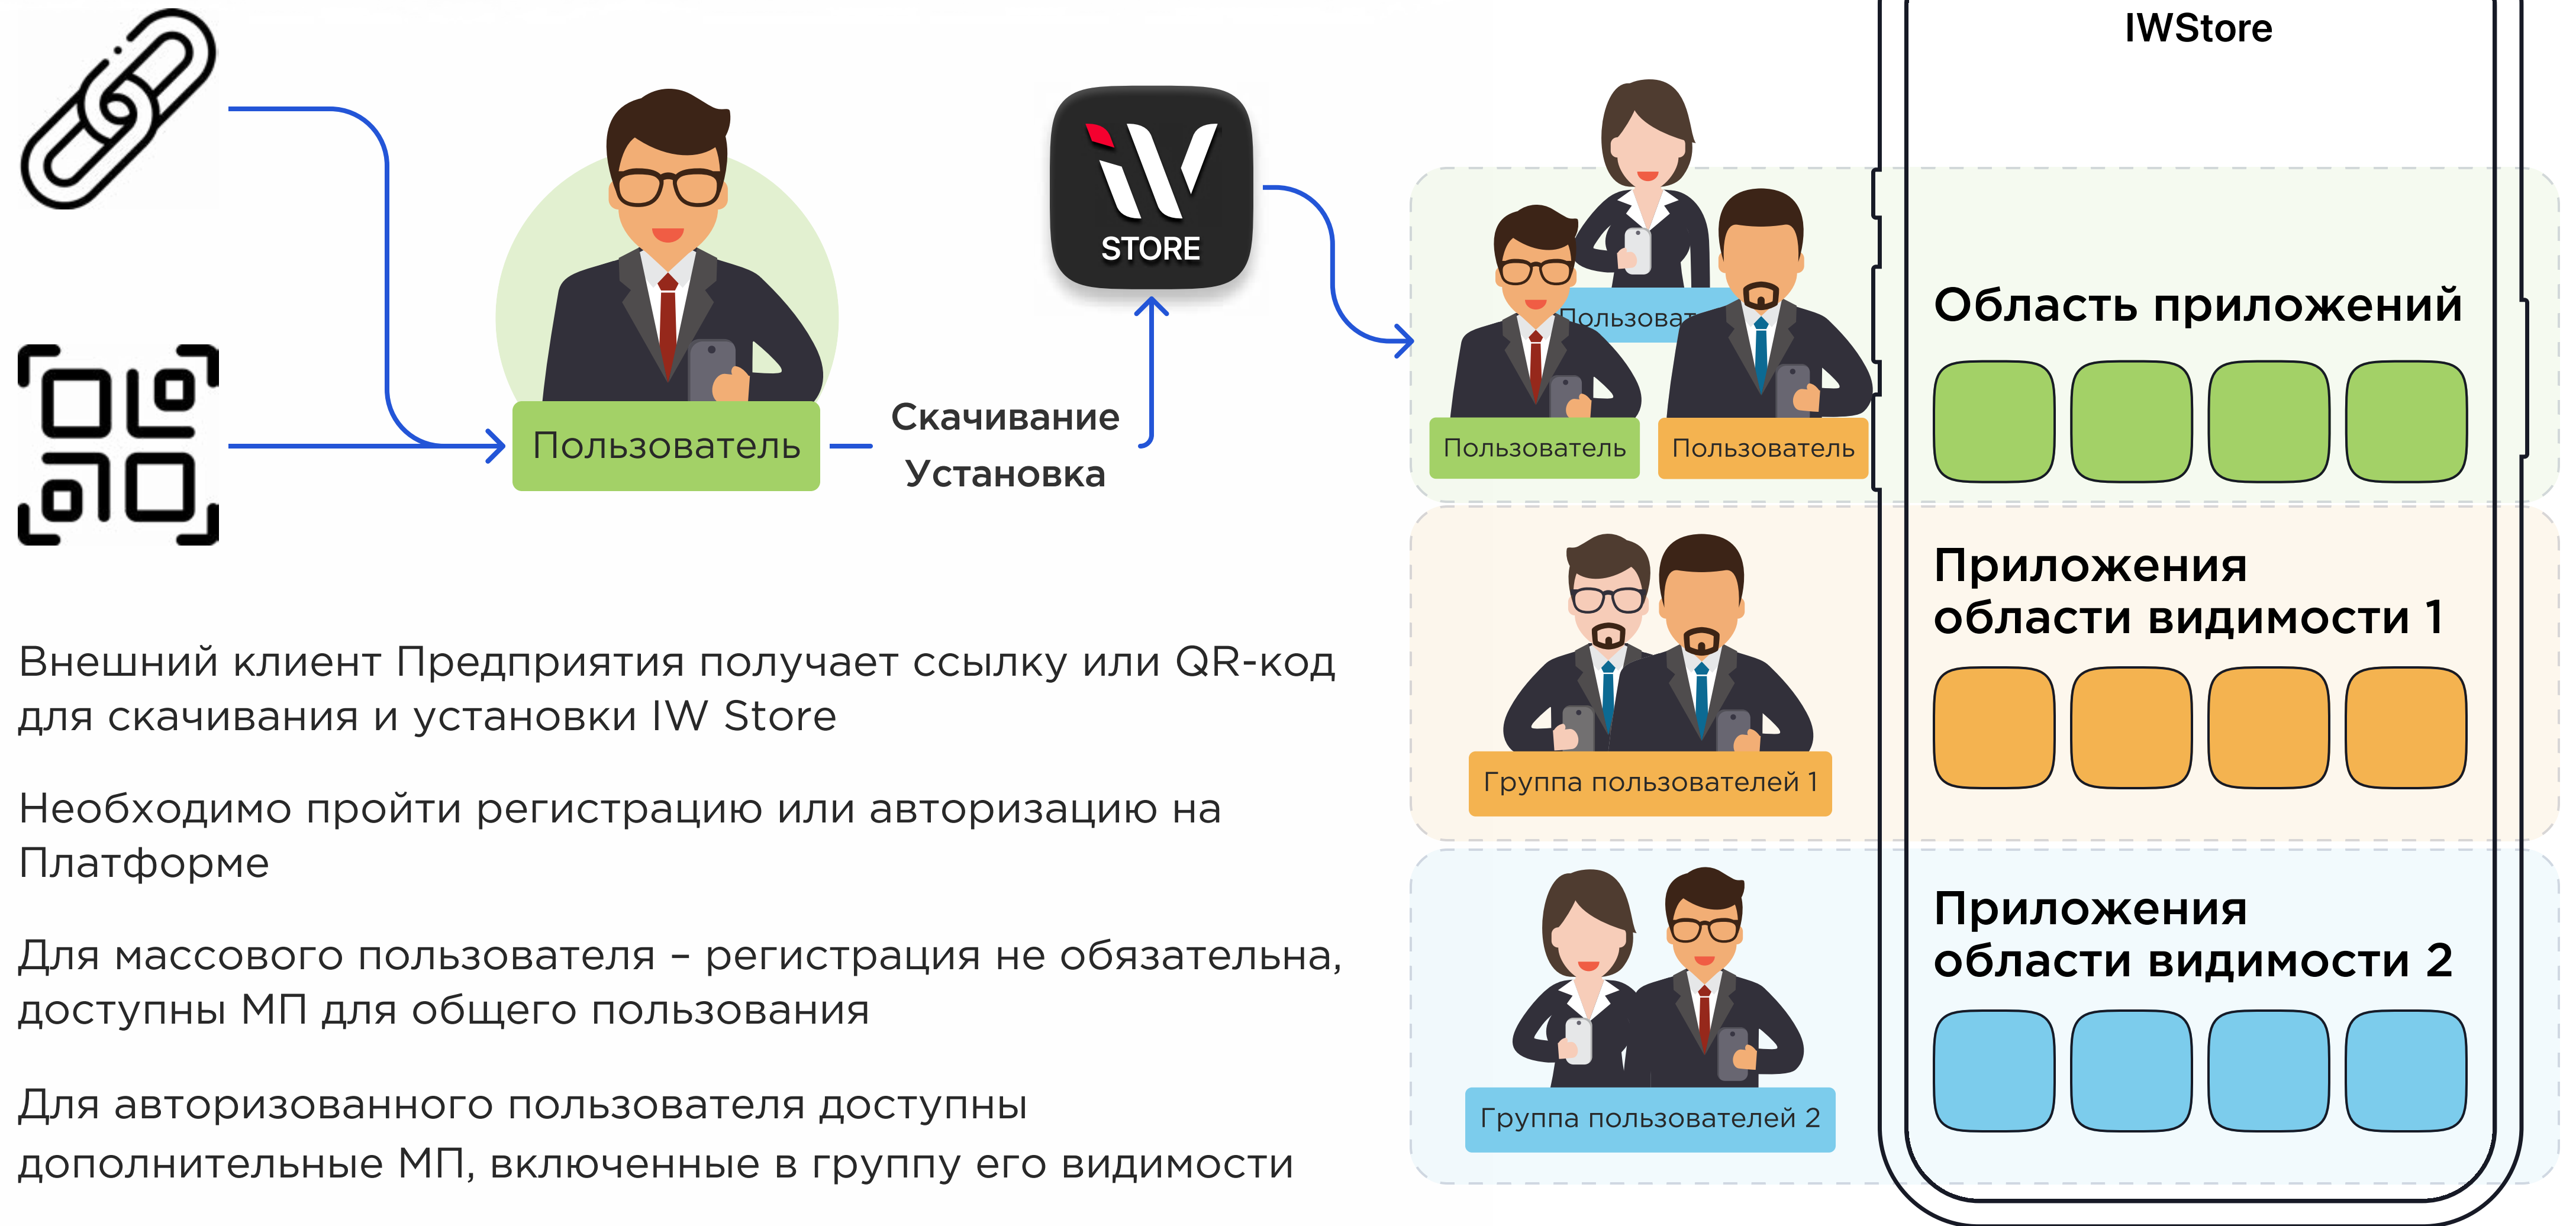 IWStore
iW
STORE
Пользователь
Скачивание
Установка
Внешний клиент Предприятия получает ссылку или QR-код
для скачивания и установки IW Store
Необходимо пройти регистрацию или авторизацию на
Платформе
Для массового пользователя – регистрация не обязательна,
доступны МП для общего пользования
Для авторизованного пользователя доступны
дополнительные МП, включенные в группу его видимости
Пользоват
Пользователь
Пользователь
Группа пользователей 1
Группа пользователей 2
Область приложений
Приложения
области видимости 1
Приложения
области видимости 2